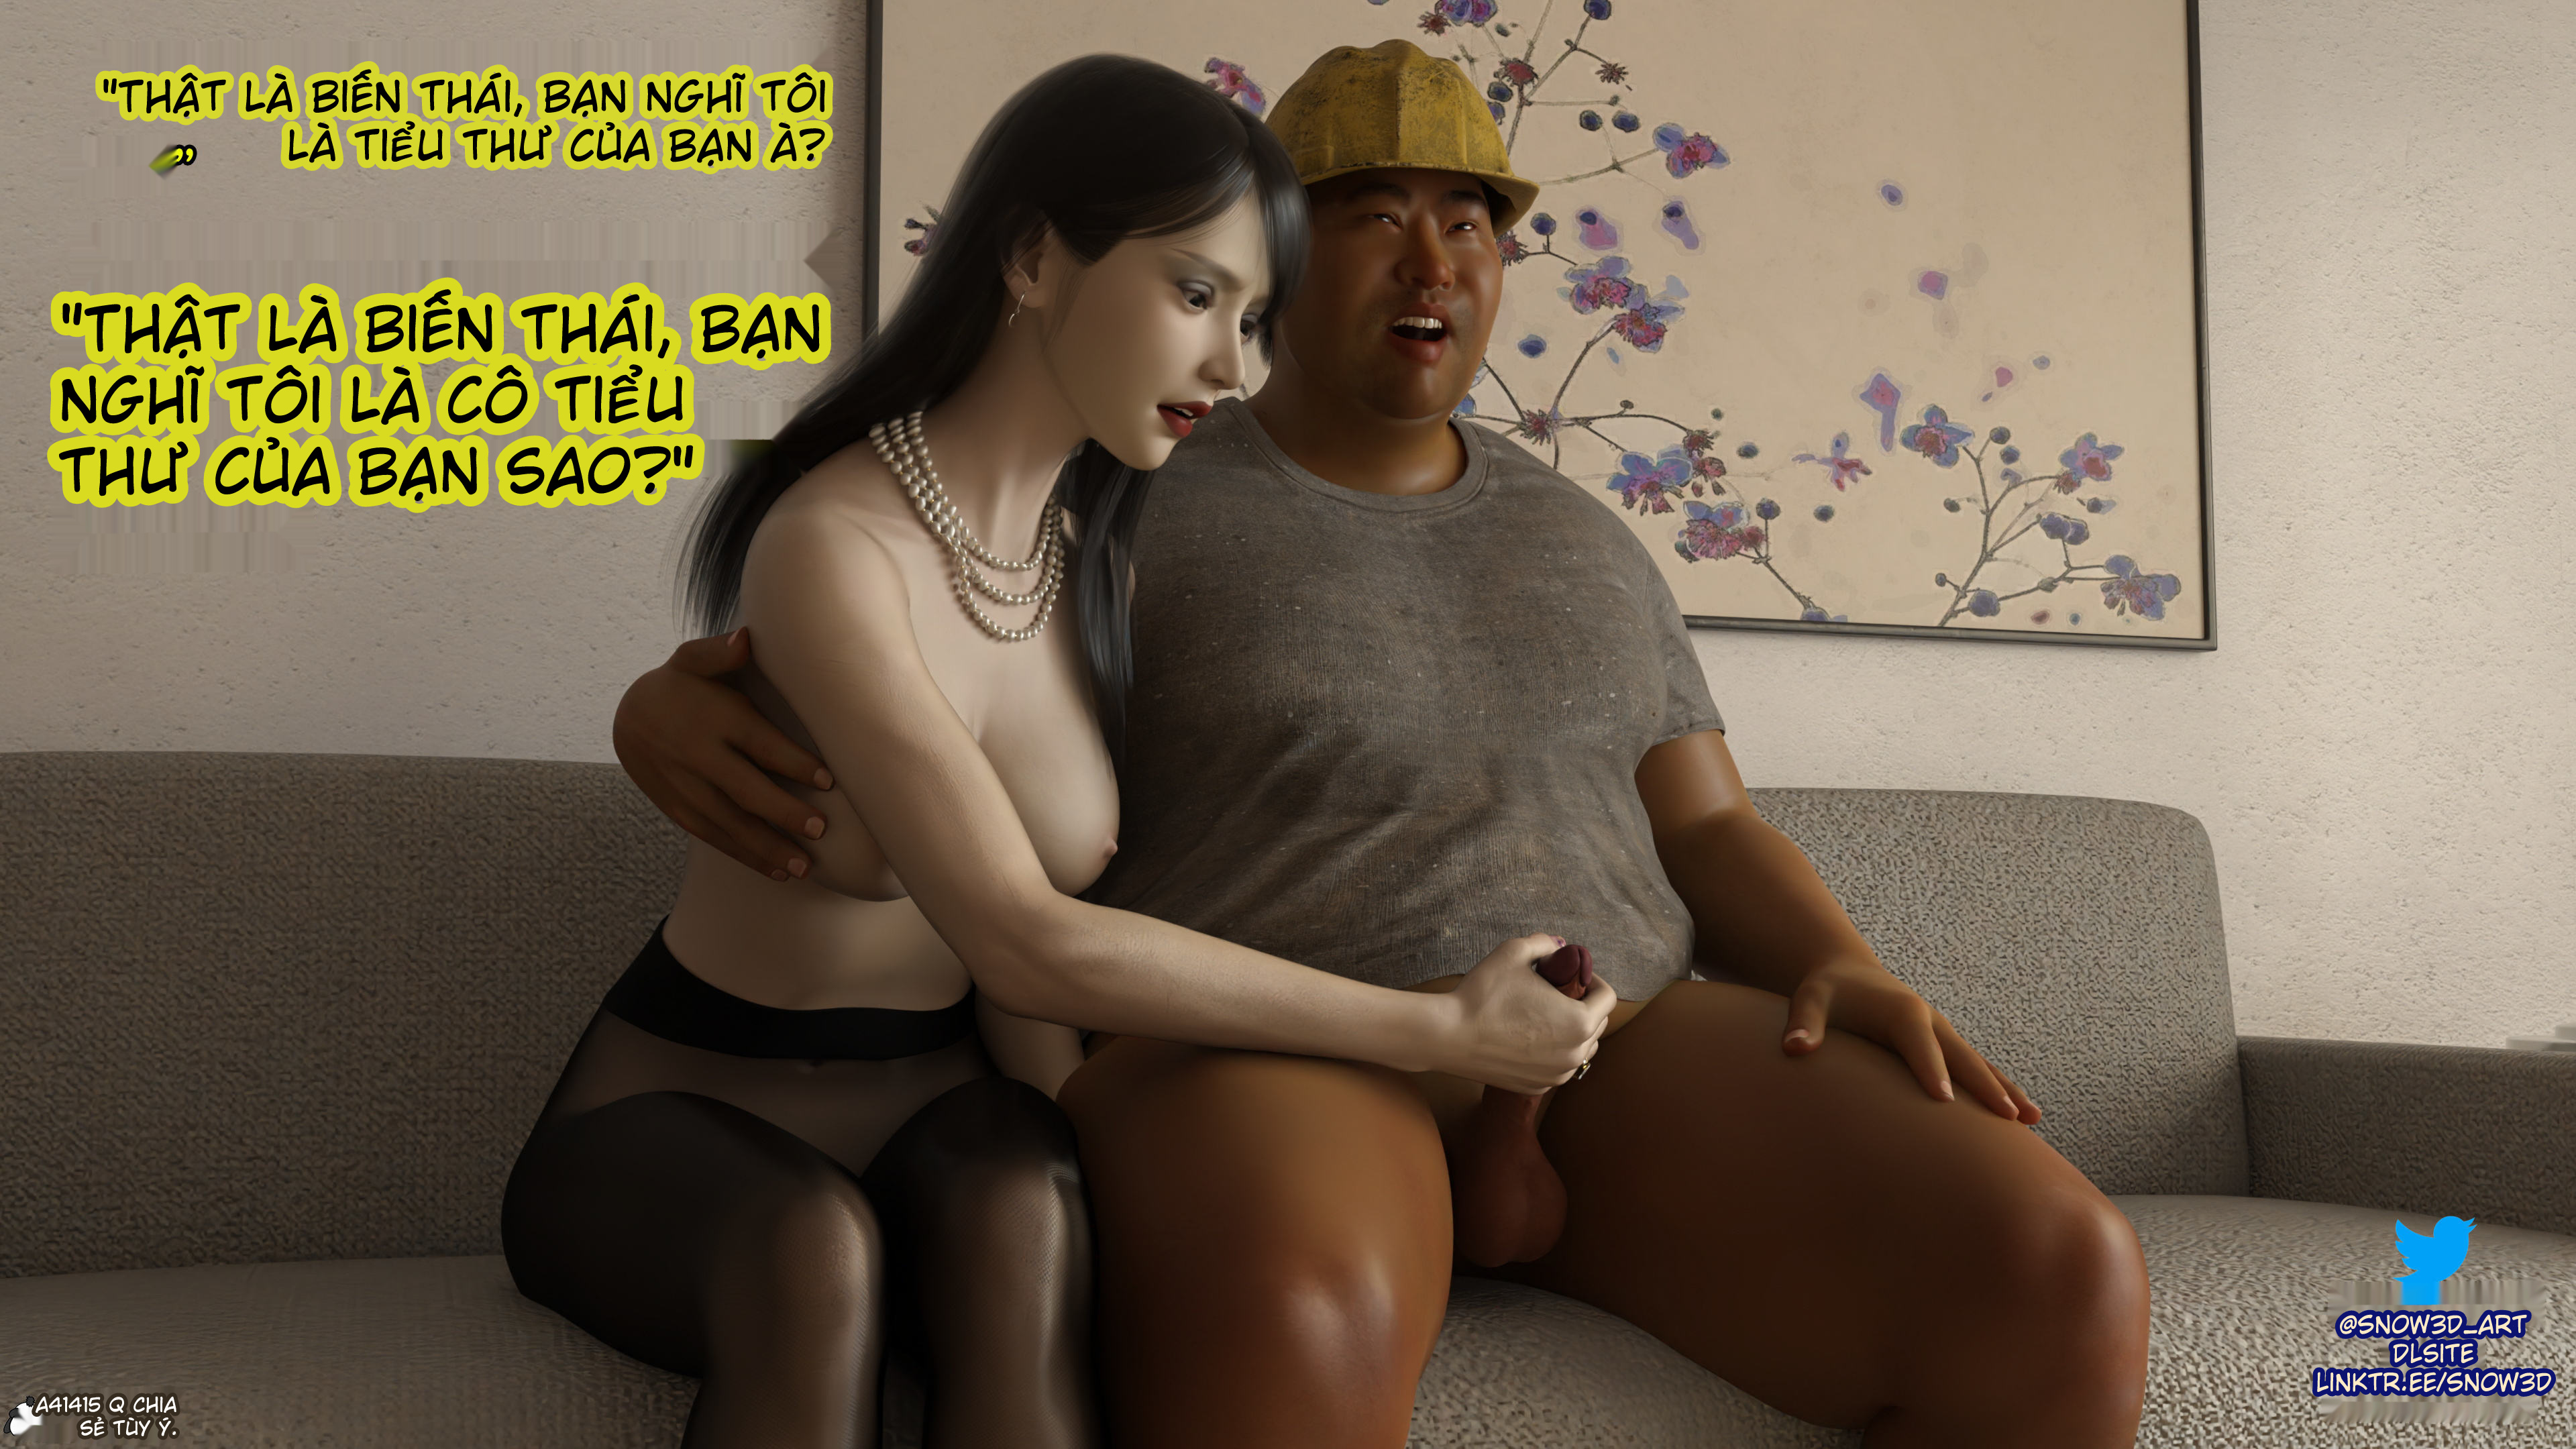 "THẬT LÀ BIẾN THÁI, BẠN NGHĨ TÔI
LÀ TIỂU THƯ CỦA BẠN À?
”
"THẬT LÀ BIẾN THÁI, BẠN
NGHĨ TÔI LÀ CÔ TIỂU
THƯ CỦA BẠN SAO?"
@SNOW3D_ART
DLSITE
LINKTR.EE/SNOW3D
A41415 Q CHIA
SẺ TÙY Ý.